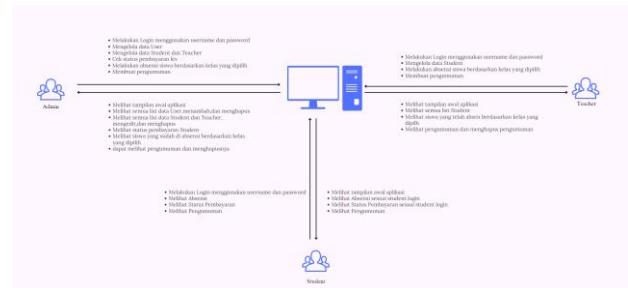 • Melakukan Login menggunakan username dan password
• Mengelola data User
• Mengelola data Student dan Teacher
• Cek status pembayaran les
• Melakukan absensi siswa berdasarkan kelas yang dipilih
• Membuat pengumuman
Admin
• Melihat tampilan awal aplikasi
• Melihat semua list data User,menambah,dan menghapus
• Melihat semua list data Student dan Teacher,
mengedit,dan menghapus
• Melihat status pembayaran Student
• Melihat siswa yang sudah di absensi berdasarkan kelas
yang dipilih
• dapat melihat pengumuman dan menghapusnya
• Melakukan Login menggunakan username dan password
• Mengelola data Student
• Melakukan absensi siswa berdasarkan kelas yang dipilih
• Membuat pengumuman
Teacher
• Melihat tampilan awal aplikasi
• Melihat semua list Student
• Melihat siswa yang telah absen berdasarkan kelas yang
dipilih
• Melihat pengumuman dan menghapus pengumuman
• Melakukan Login menggunakan username dan password
• Melihat Absensi
• Melihat Status Pembayaran
• Melihat Pengumuman
• Melihat tampilan awal aplikasi
• Melihat Absensi sesuai student login
• Melihat Status Pembayaran sesuai student login
• Melihat Pengumuman
Student